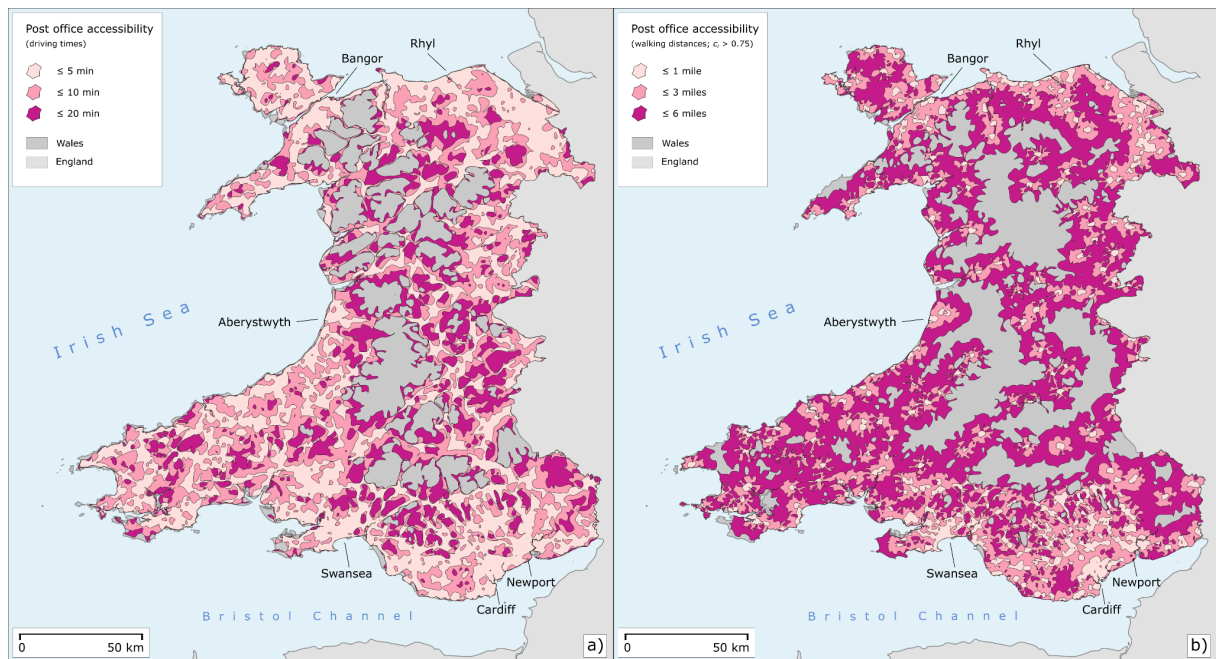 Post office accessibility
(driving times)
≤ 5 min
≤ 10 min
≤ 20 min
Wales
England
Rhyl
Bangor
Irish Sea
Aberystwyth
Swansea
Newport
Cardiff
Bristol Channel
0 50 km
a)
Post office accessibility
(walking distances; cᵢ > 0.75)
≤ 1 mile
≤ 3 miles
≤ 6 miles
Wales
England
Rhyl
Bangor
Irish Sea
Aberystwyth
Swansea
Newport
Cardiff
Bristol Channel
0 50 km
b)